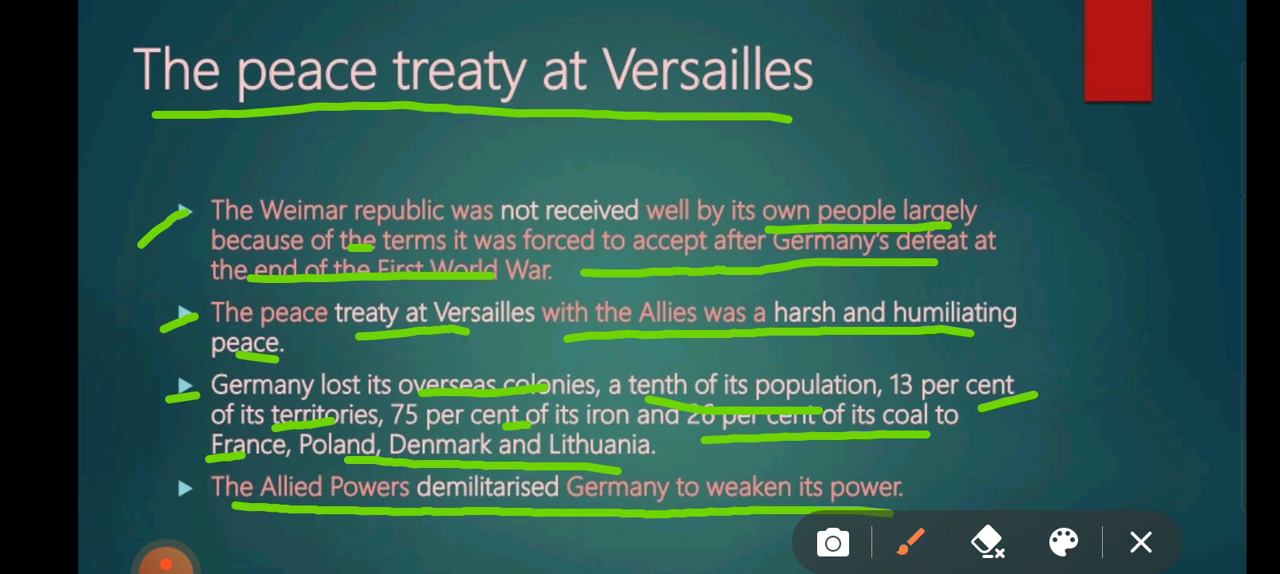 The peace treaty at Versailles
The Weimar republic was not received well by its own people largely
because of the terms it was forced to accept after Germany's defeat at
the end of the First World War.
The peace treaty at Versailles with the Allies was a harsh and humiliating
peace.
Germany lost its overseas colonies, a tenth of its population, 13 per cent
of its territories, 75 per cent of its iron and 26 per cent of its coal to
France, Poland, Denmark and Lithuania.
The Allied Powers demilitarised Germany to weaken its power.